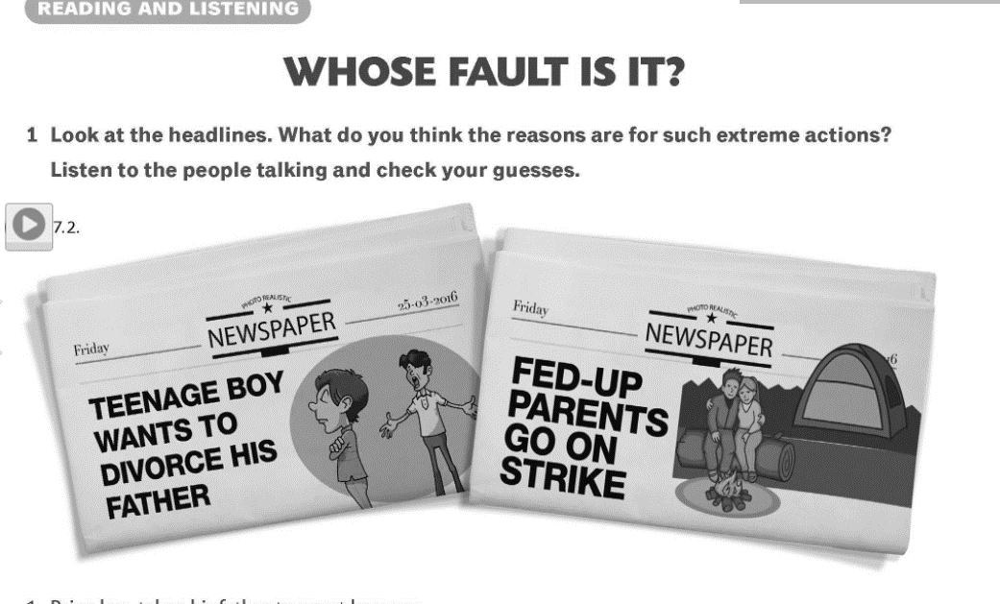 READING AND LISTENING
WHOSE FAULT IS IT?
1 Look at the headlines. What do you think the reasons are for such extreme actions?
Listen to the people talking and check your guesses.
7.2.
PHOTO REALISTIC
NEWSPAPER
Friday
25-03-2016
TEENAGE BOY
WANTS TO
DIVORCE HIS
FATHER
PHOTO REALISTIC
NEWSPAPER
Friday
16
FED-UP
PARENTS
GO ON
STRIKE